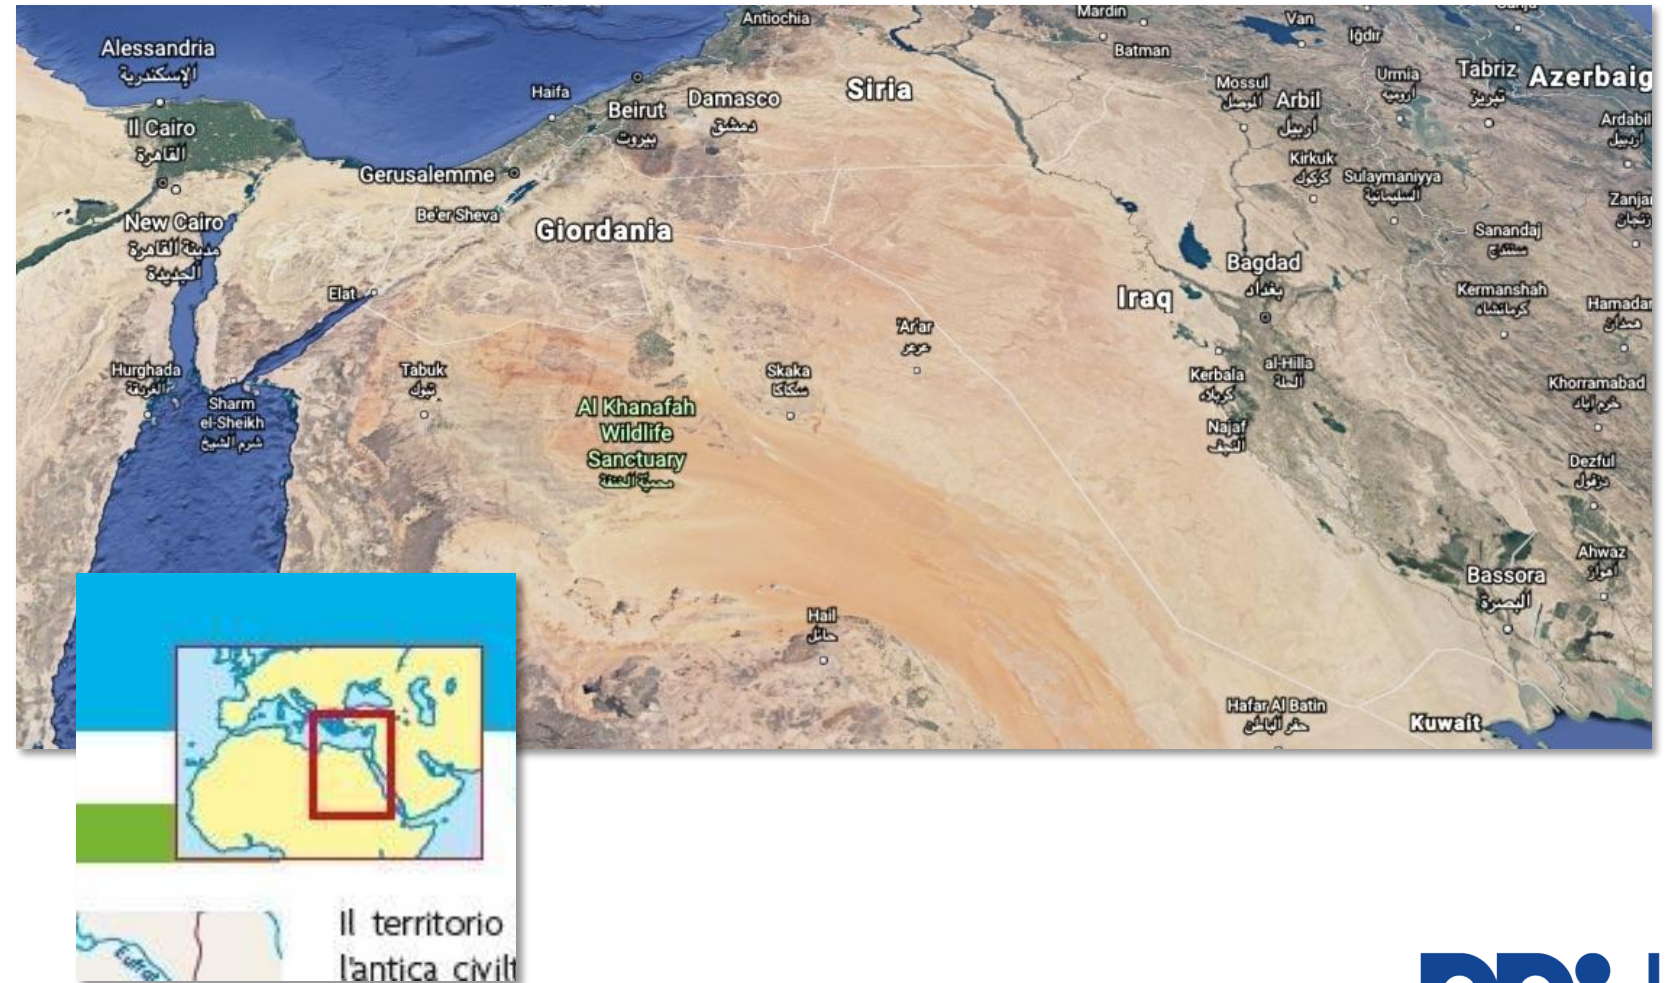 Antiochia
Mardin
Batman
Van
Iğdır
Alessandria
الإسكندرية
Haifa
Beirut
بيروت
Damasco
دمشق
Siria
Mossul
الموصل
Arbil
أربيل
Urmia
Tabriz
تبریز
Azerbaig
Ardabil
Il Cairo
القاهرة
Kirkuk
كركوك
Sulaymaniyya
السليمانية
Gerusalemme
Be'er Sheva
Zanja
زنجان
New Cairo
مدينة القاهرة
الجديدة
Giordania
Sanandaj
سنندج
Bagdad
بغداد
Elat
Iraq
Kermanshah
کرمانشاه
Hamadan
همدان
'Ar'ar
عرعر
Hurghada
الغردقة
Tabuk
تبوك
Skaka
سكاكا
Kerbala
كربلاء
al-Hilla
الحلة
Khorramabad
خرم آباد
Sharm
el-Sheikh
شرم الشيخ
Al Khanafah
Wildlife
Sanctuary
محمية الخنفة
Najaf
النجف
Dezful
دزفول
Ahwaz
اهواز
Bassora
البصرة
Hail
حائل
Hafar Al Batin
حفر الباطن
Kuwait
Il territorio
l'antica civilt
Eufrat